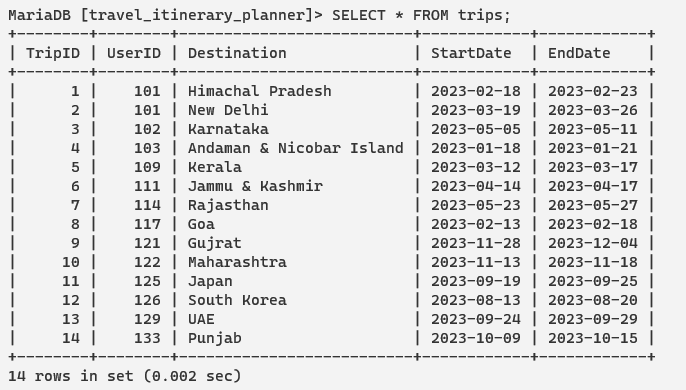 MariaDB [travel_itinerary_planner]> SELECT * FROM trips;
+--------+--------+--------------------------+------------+------------+
| TripID | UserID | Destination              | StartDate  | EndDate    |
+--------+--------+--------------------------+------------+------------+
|      1 |    101 | Himachal Pradesh         | 2023-02-18 | 2023-02-23 |
|      2 |    101 | New Delhi                | 2023-03-19 | 2023-03-26 |
|      3 |    102 | Karnataka                | 2023-05-05 | 2023-05-11 |
|      4 |    103 | Andaman & Nicobar Island | 2023-01-18 | 2023-01-21 |
|      5 |    109 | Kerala                   | 2023-03-12 | 2023-03-17 |
|      6 |    111 | Jammu & Kashmir          | 2023-04-14 | 2023-04-17 |
|      7 |    114 | Rajasthan                | 2023-05-23 | 2023-05-27 |
|      8 |    117 | Goa                      | 2023-02-13 | 2023-02-18 |
|      9 |    121 | Gujrat                   | 2023-11-28 | 2023-12-04 |
|     10 |    122 | Maharashtra              | 2023-11-13 | 2023-11-18 |
|     11 |    125 | Japan                    | 2023-09-19 | 2023-09-25 |
|     12 |    126 | South Korea              | 2023-08-13 | 2023-08-20 |
|     13 |    129 | UAE                      | 2023-09-24 | 2023-09-29 |
|     14 |    133 | Punjab                   | 2023-10-09 | 2023-10-15 |
+--------+--------+--------------------------+------------+------------+
14 rows in set (0.002 sec)